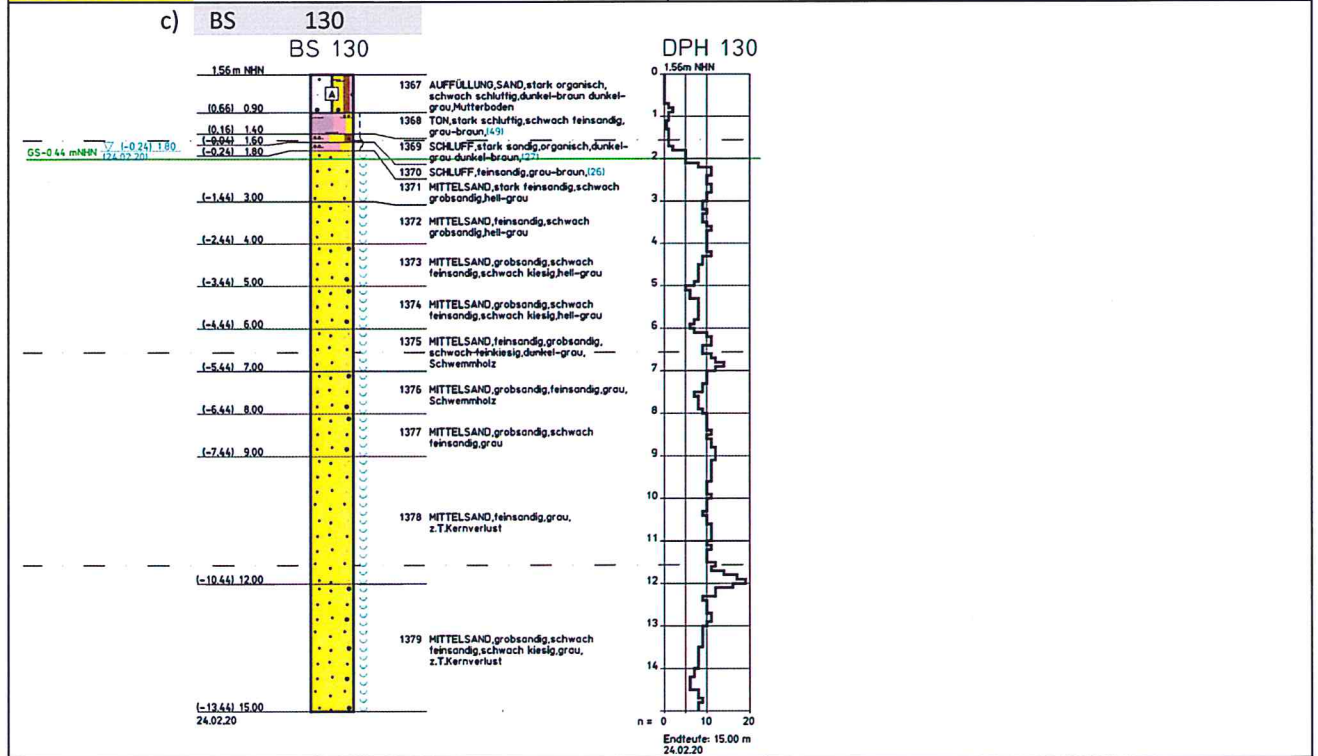 c) BS 130
BS 130
DPH 130
1.56m NHN
0 1.56m NHN
A
1367 AUFFÜLLUNG,SAND,stark organisch,
schwach schluffig,dunkel-braun dunkel-
grau,Mutterboden
(0.66) 0.90
1
1368 TON,stark schluffig,schwach feinsandig,
grau-braun,(49)
(0.16) 1.40
(-0.04) 1.60
1369 SCHLUFF,stark sandig,organisch,dunkel-
grau dunkel-braun,(27)
GS-0.44 mNHN
(-0.24) 1.80
(24.02.20)
(-0.24) 1.80
2
1370 SCHLUFF,feinsandig,grau-braun,(26)
1371 MITTELSAND,stark feinsandig,schwach
grobsandig,hell-grau
(-1.44) 3.00
3
1372 MITTELSAND,feinsandig,schwach
grobsandig,hell-grau
(-2.44) 4.00
4
1373 MITTELSAND,grobsandig,schwach
feinsandig,schwach kiesig,hell-grau
(-3.44) 5.00
5
1374 MITTELSAND,grobsandig,schwach
feinsandig,schwach kiesig,hell-grau
(-4.44) 6.00
6
1375 MITTELSAND,feinsandig,grobsandig,
schwach feinkiesig,dunkel-grau,
Schwemmholz
(-5.44) 7.00
7
1376 MITTELSAND,grobsandig,feinsandig,grau,
Schwemmholz
(-6.44) 8.00
8
1377 MITTELSAND,grobsandig,schwach
feinsandig,grau
(-7.44) 9.00
9
10
1378 MITTELSAND,feinsandig,grau,
z.T.Kernverlust
11
(-10.44) 12.00
12
13
1379 MITTELSAND,grobsandig,schwach
feinsandig,schwach kiesig,grau,
z.T.Kernverlust
14
(-13.44) 15.00
24.02.20
n = 0 10 20
Endteufe: 15.00 m
24.02.20